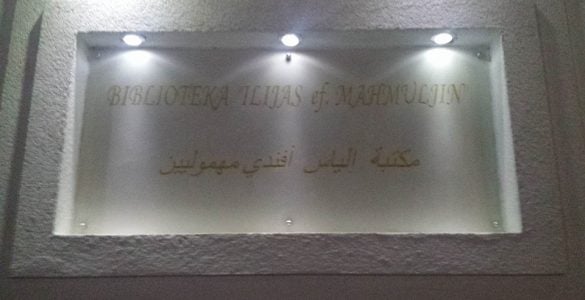 BIBLIOTEKA ILIJAS ef. MAHMULJIN
مكتبة الياس أفندي مهموليين